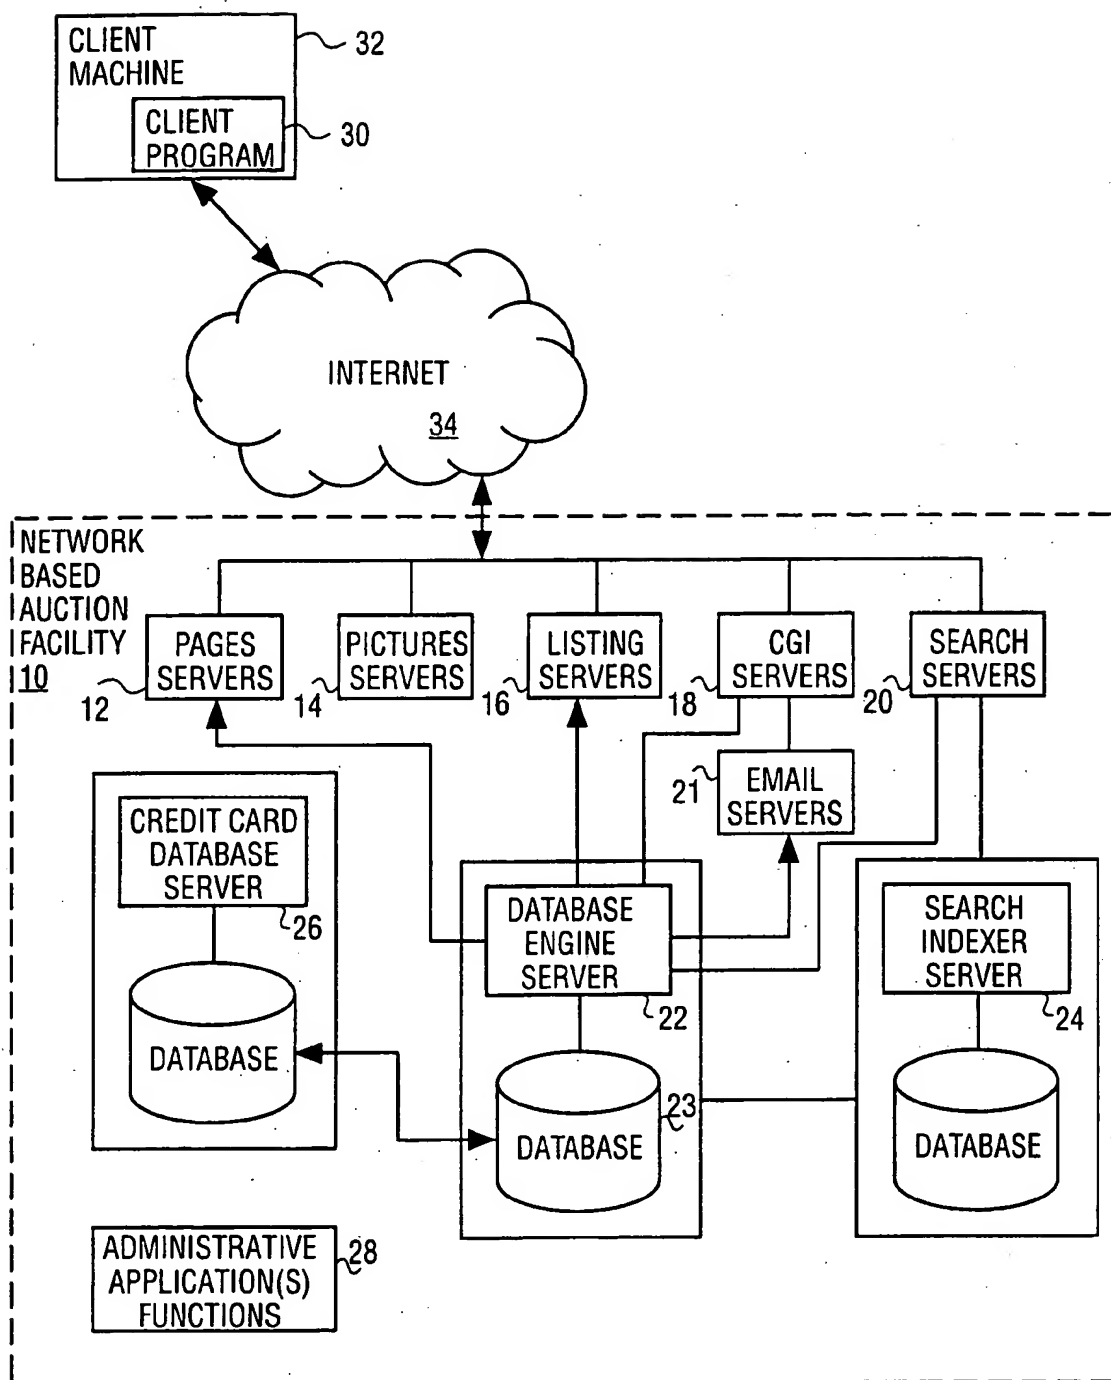 CLIENT
MACHINE
32
CLIENT
PROGRAM
30
INTERNET
34
NETWORK
BASED
AUCTION
FACILITY
10
PAGES
SERVERS
12
PICTURES
SERVERS
14
LISTING
SERVERS
16
CGI
SERVERS
18
SEARCH
SERVERS
20
21
EMAIL
SERVERS
CREDIT CARD
DATABASE
SERVER
26
DATABASE
ENGINE
SERVER
22
SEARCH
INDEXER
SERVER
24
DATABASE
23
DATABASE
DATABASE
ADMINISTRATIVE
APPLICATION(S)
FUNCTIONS
28